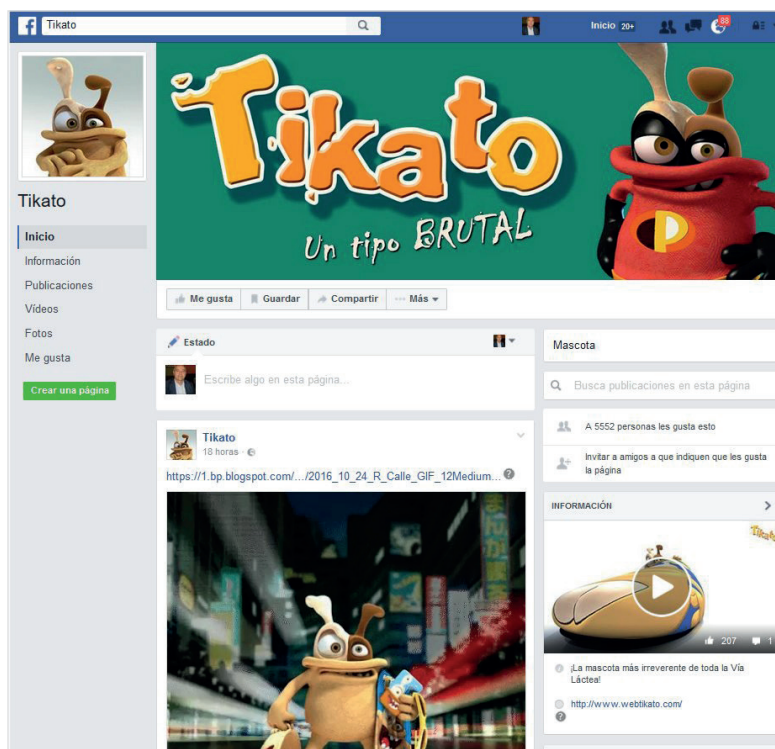 Tikato
Inicio 20+
88
Tikato
Un tipo BRUTAL
P
Tikato
Inicio
Información
Publicaciones
Vídeos
Fotos
Me gusta
Crear una página
Me gusta
Guardar
Compartir
Más
Estado
Escribe algo en esta página...
Tikato
18 horas ·
https://1.bp.blogspot.com/.../2016_10_24_R_Calle_GIF_12Medium...
Mascota
Busca publicaciones en esta página
A 5552 personas les gusta esto
Invitar a amigos a que indiquen que les gusta
la página
INFORMACIÓN
207
1
¡La mascota más irreverente de toda la Vía
Láctea!
http://www.webtikato.com/